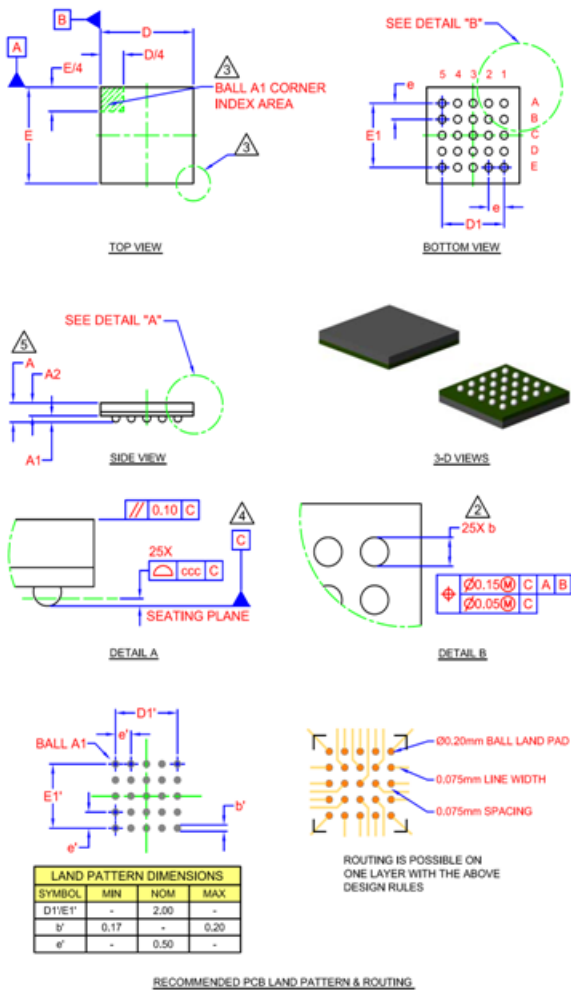 B
D
A
E/4
D/4
3
BALL A1 CORNER
INDEX AREA
E
3
TOP VIEW
SEE DETAIL "B"
5 4 3 2 1
e
A
B
C
D
E
E1
e
D1
BOTTOM VIEW
SEE DETAIL "A"
5
A
A2
A1
SIDE VIEW
3-D VIEWS
// 0.10 C
4
C
25X
ccc C
SEATING PLANE
DETAIL A
2
25X b
Ø0.15Ⓜ C A B
Ø0.05Ⓜ C
DETAIL B
D1'
e'
BALL A1
E1'
b'
e'
Ø0.20mm BALL LAND PAD
0.075mm LINE WIDTH
0.075mm SPACING
ROUTING IS POSSIBLE ON
ONE LAYER WITH THE ABOVE
DESIGN RULES
LAND PATTERN DIMENSIONS
SYMBOL MIN NOM MAX
D1'/E1' - 2.00 -
b' 0.17 - 0.20
e' - 0.50 -
RECOMMENDED PCB LAND PATTERN & ROUTING